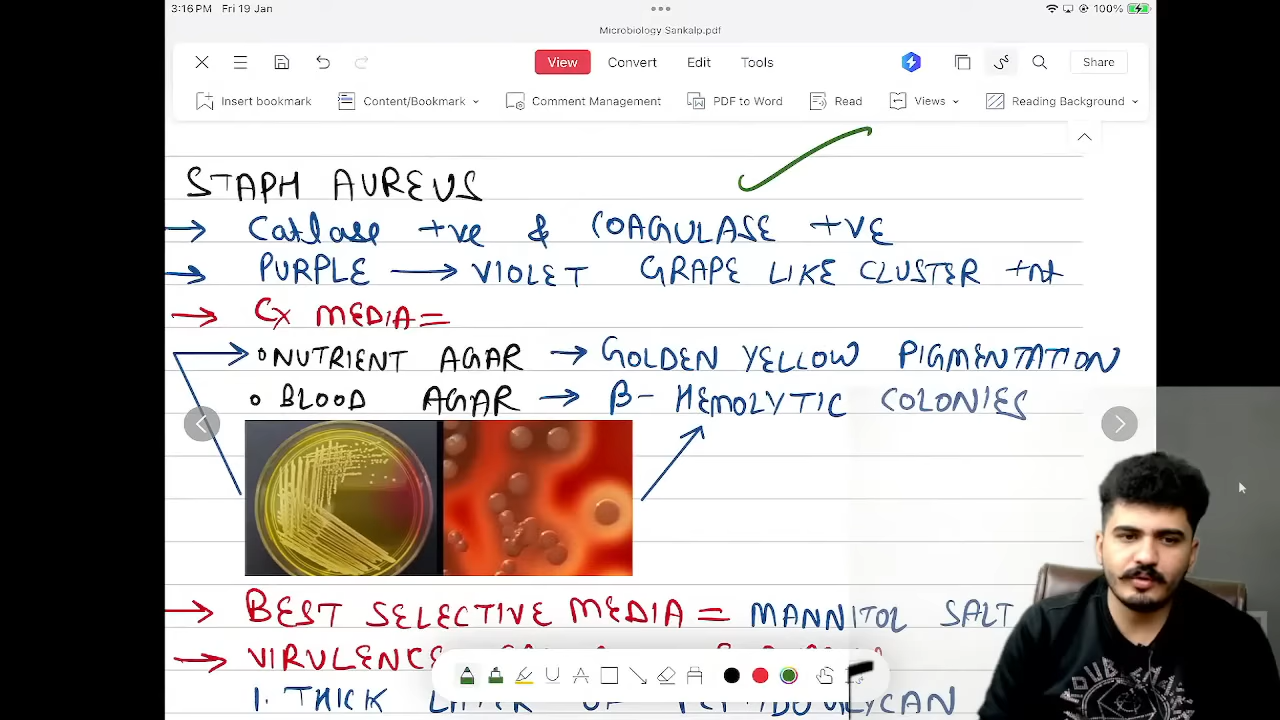 3:16 PM Fri 19 Jan 100%
Microbiology Sankalp.pdf
View Convert Edit Tools Share
Insert bookmark Content/Bookmark Comment Management PDF to Word Read Views Reading Background
STAPH AUREUS
→ Catlase +ve & COAGULASE +VE
→ PURPLE → VIOLET GRAPE LIKE CLUSTER +nt
→ Cx MEDIA =
NUTRIENT AGAR → GOLDEN YELLOW PIGMENTATION
BLOOD AGAR → β- HEMOLYTIC COLONIES
→ BEST SELECTIVE MEDIA = MANNITOL SALT
→ VIRULENCE
1. THICK LAYER OF PEPTIDOGLYCAN